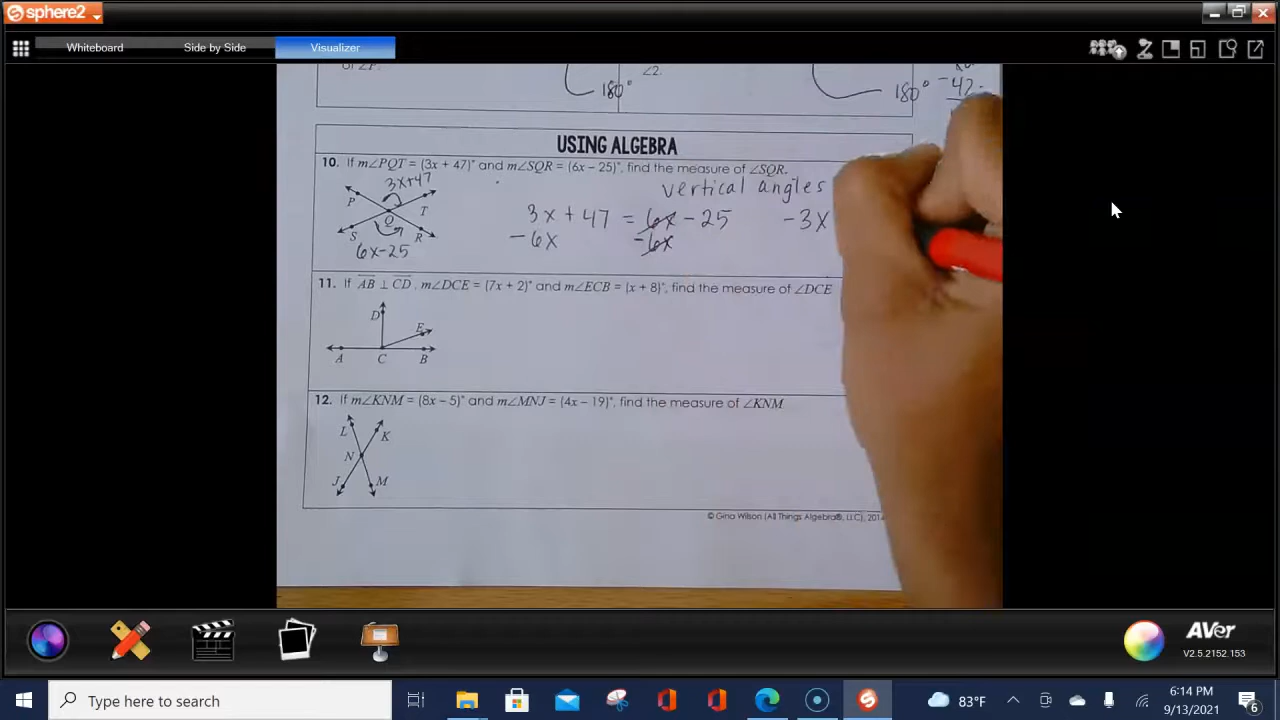 sphere2
Whiteboard Side by Side Visualizer
∠2.
180° 180° -42
USING ALGEBRA
10. If m∠PQT = (3x + 47)° and m∠SQR = (6x – 25)°, find the measure of ∠SQR.
3x+47 vertical angles
P T
Q 3x + 47 = 6x - 25 -3x
S R -6x -6x
6x-25
11. If AB ⊥ CD, m∠DCE = (7x + 2)° and m∠ECB = (x + 8)°, find the measure of ∠DCE
D
E
A C B
12. If m∠KNM = (8x – 5)° and m∠MNJ = (4x – 19)°, find the measure of ∠KNM
L K
N
J M
© Gina Wilson (All Things Algebra®, LLC),
AVer
V2.5.2152.153
Type here to search 83°F 6:14 PM
9/13/2021 6